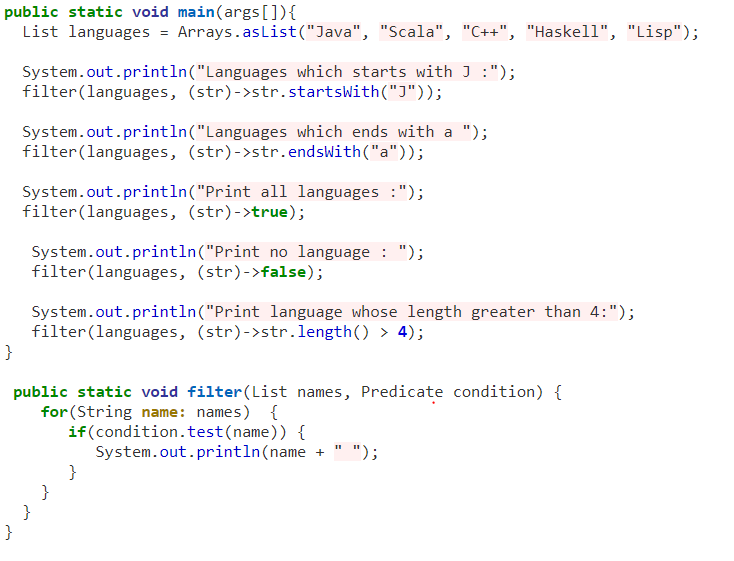 public static void main(args[]){
  List languages = Arrays.asList("Java", "Scala", "C++", "Haskell", "Lisp");

  System.out.println("Languages which starts with J :");
  filter(languages, (str)->str.startsWith("J"));

  System.out.println("Languages which ends with a ");
  filter(languages, (str)->str.endsWith("a"));

  System.out.println("Print all languages :");
  filter(languages, (str)->true);

   System.out.println("Print no language : ");
   filter(languages, (str)->false);

   System.out.println("Print language whose length greater than 4:");
   filter(languages, (str)->str.length() > 4);
}

 public static void filter(List names, Predicate condition) {
    for(String name: names)  {
       if(condition.test(name)) {
          System.out.println(name + " ");
       }
    }
  }
}